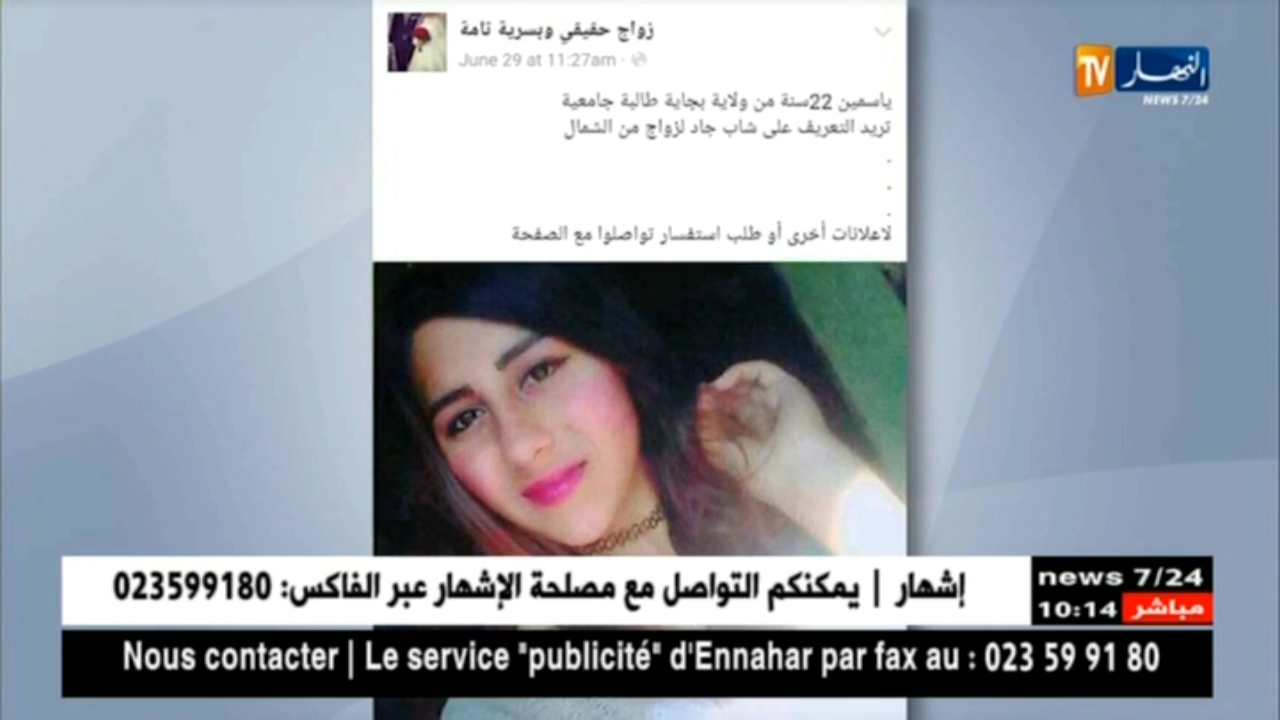 زواج حقيقي وبسرية تامة
June 29 at 11:27am ·
TV النهار
NEWS 7/24
ياسمين 22سنة من ولاية بجاية طالبة جامعية
تريد التعريف على شاب جاد لزواج من الشمال
.
.
.
لاعلانات أخرى أو طلب استفسار تواصلوا مع الصفحة
إشهار | يمكنكم التواصل مع مصلحة الإشهار عبر الفاكس: 023599180
news 7/24
10:14 مباشر
Nous contacter | Le service "publicité" d'Ennahar par fax au : 023 59 91 80